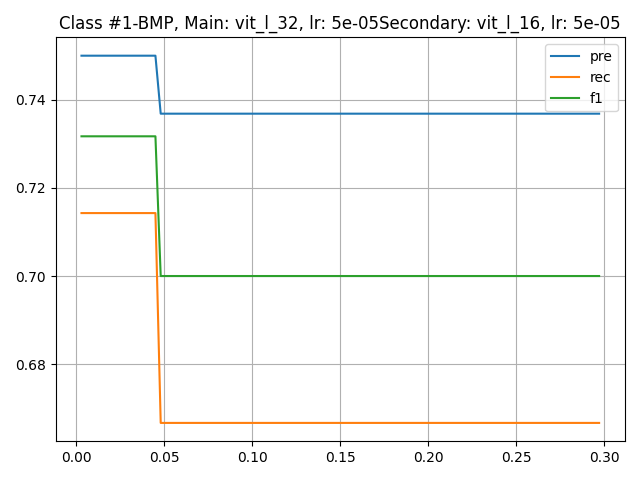 Class #1-BMP, Main: vit_l_32, lr: 5e-05Secondary: vit_l_16, lr: 5e-05
pre
rec
f1
0.74
0.72
0.70
0.68
0.00 0.05 0.10 0.15 0.20 0.25 0.30